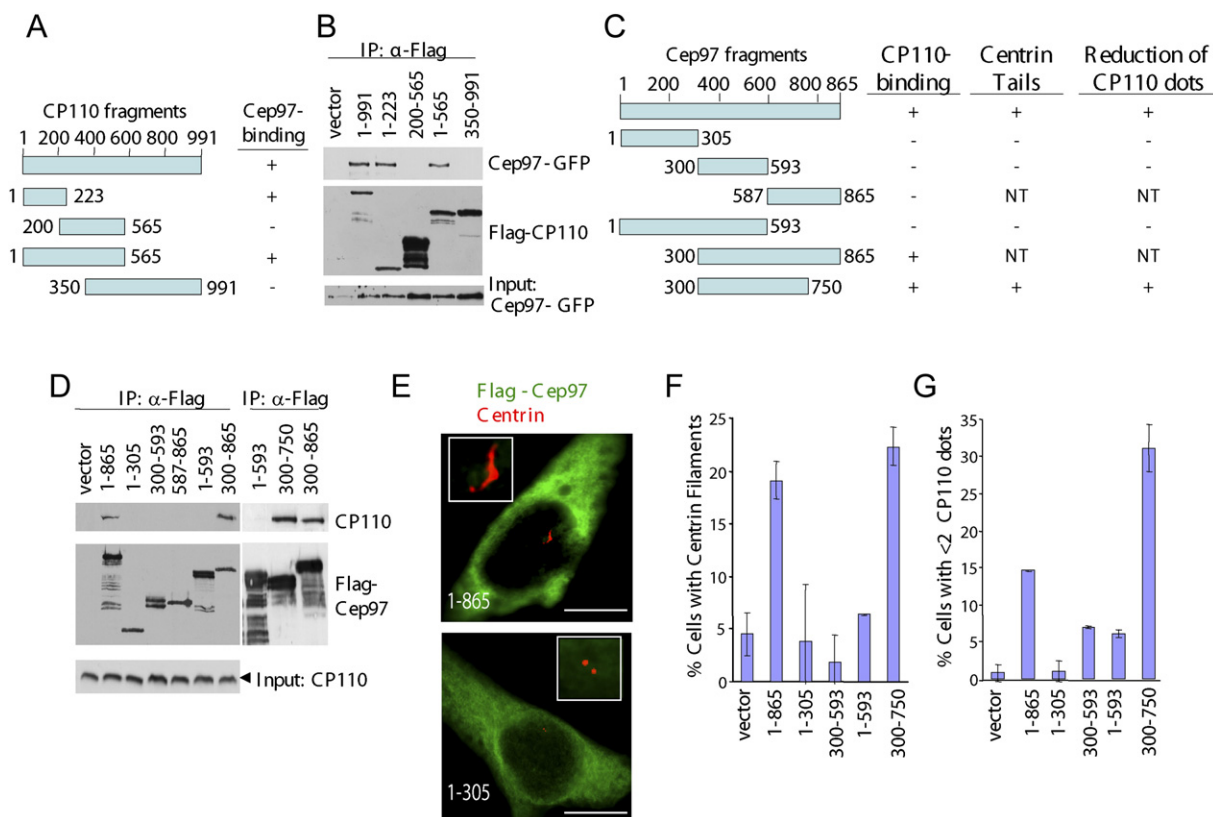 A
CP110 fragments
Cep97-
binding
1 200 400 600 800 991
+
1 223 +
200 565 -
1 565 +
350 991 -
B
IP: α-Flag
vector
1-991
1-223
200-565
1-565
350-991
Cep97-GFP
Flag-CP110
Input:
Cep97- GFP
C
Cep97 fragments
CP110-
binding
Centrin
Tails
Reduction of
CP110 dots
1 200 400 600 800 865
+ + +
1 305 - - -
300 593 - - -
587 865 - NT NT
1 593 - - -
300 865 + NT NT
300 750 + + +
D
IP: α-Flag
IP: α-Flag
vector
1-865
1-305
300-593
587-865
1-593
300-865
1-593
300-750
300-865
CP110
Flag-
Cep97
Input: CP110
E
Flag - Cep97
Centrin
1-865
1-305
F
% Cells with Centrin Filaments
25
20
15
10
5
0
vector
1-865
1-305
300-593
1-593
300-750
G
% Cells with <2 CP110 dots
35
30
25
20
15
10
5
0
vector
1-865
1-305
300-593
1-593
300-750